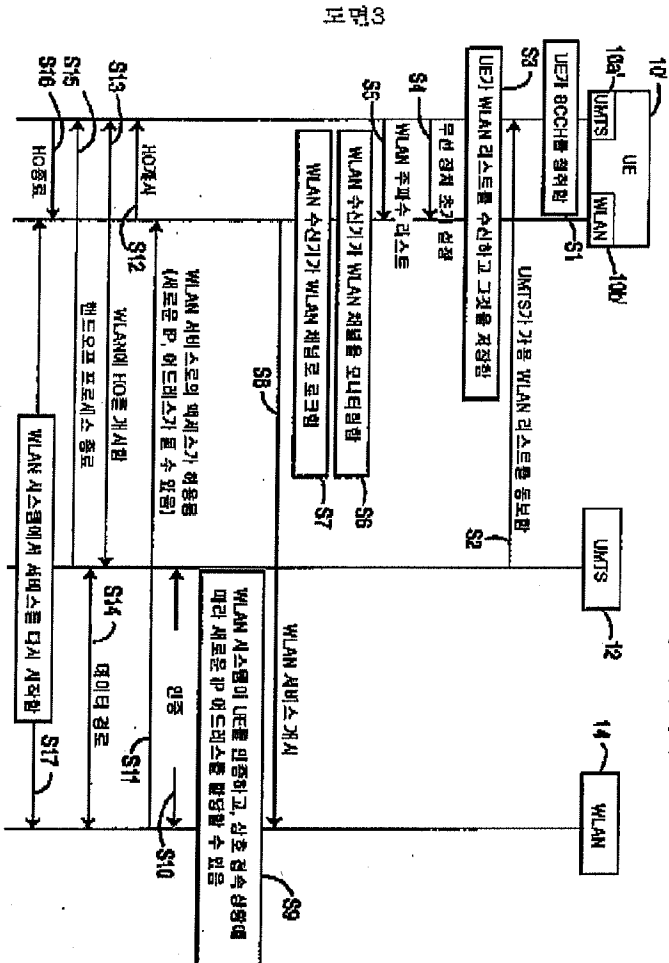 도면3
10'
UE
10a'
UMTS
WLAN
10b'
UMTS
12
14
WLAN
UE가 BCCH를 청취함
S1
UMTS가 가용 WLAN 리스트를 통보함
S2
S3
UE가 WLAN 리스트를 수신하고 그것을 저장함
S4
무선 장치 초기 설정
S5
WLAN 주파수 리스트
WLAN 수신기가 WLAN 채널을 모니터링함
S6
WLAN 수신기가 WLAN 채널로 로크함
S7
S8
WLAN 서비스 개시
WLAN 시스템이 UE를 인증하고, 상호 접속 상황에
따라 새로운 IP 어드레스를 할당할 수 있음
S9
인증
S10
WLAN 서비스로의 액세스가 허용됨
(새로운 IP 어드레스가 될 수 있음)
S11
HO개시
S12
S13
WLAN에 HO를 개시함
S14
데이터 경로
S15
핸드오프 프로세스 종료
S16
HO종료
WLAN 시스템에서 서비스를 다시 시작함
S17